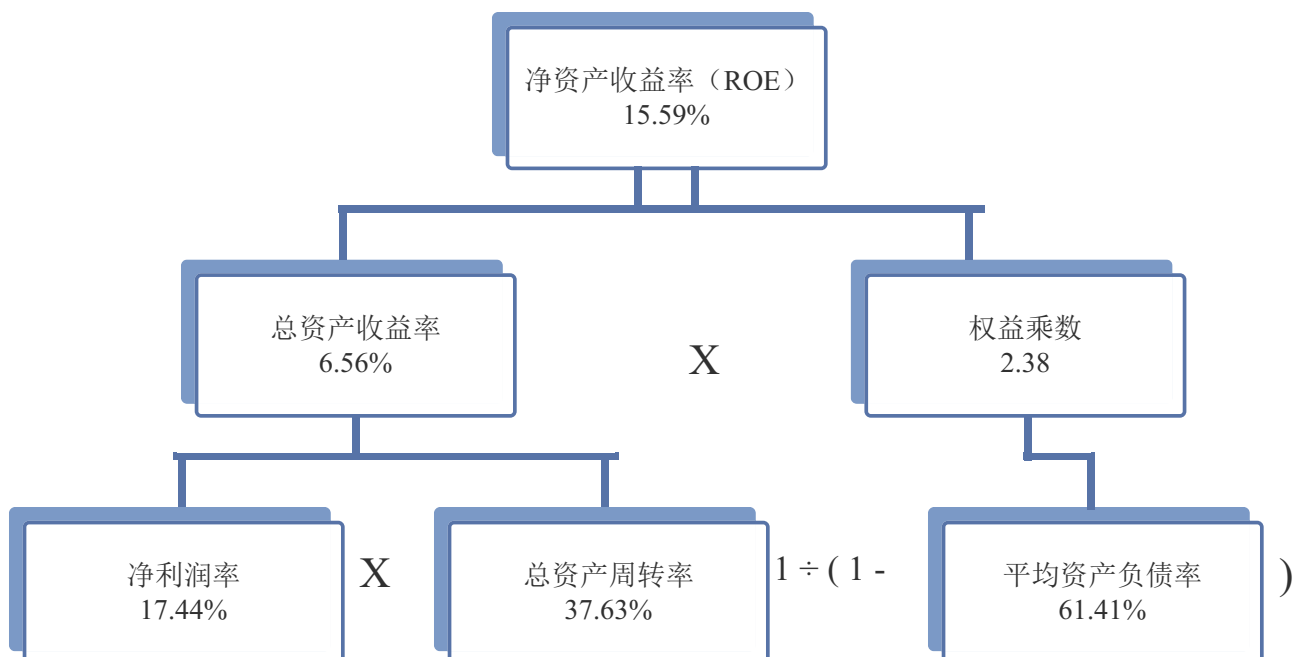 净资产收益率（ROE）
15.59%
总资产收益率
6.56%
X
权益乘数
2.38
净利润率
17.44%
X
总资产周转率
37.63%
1 ÷ ( 1 -
平均资产负债率
61.41%
)